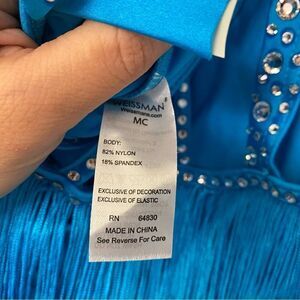 WEISSMAN
weissmans.com
MC
BODY:
82% NYLON
18% SPANDEX
EXCLUSIVE OF DECORATION
EXCLUSIVE OF ELASTIC
RN 64830
MADE IN CHINA
See Reverse For Care